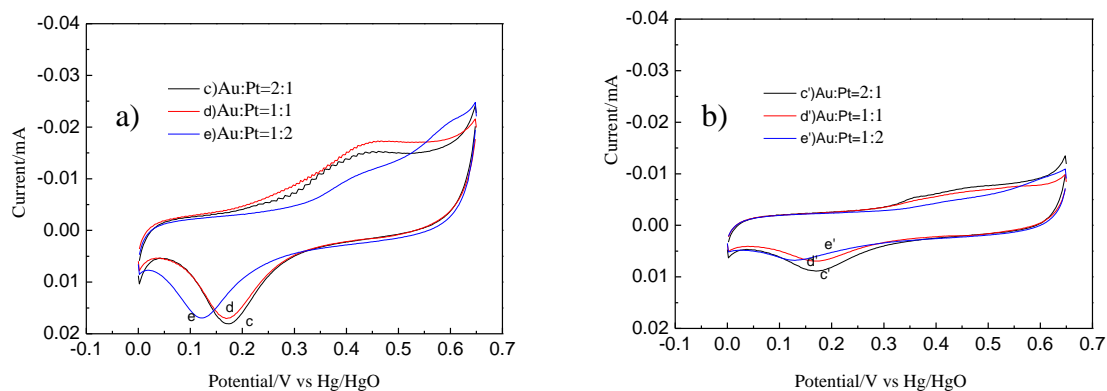 -0.04
-0.03
-0.02
-0.01
0.00
0.01
0.02
Current/mA
a)
c)Au:Pt=2:1
d)Au:Pt=1:1
e)Au:Pt=1:2
e
d
c
-0.1 0.0 0.1 0.2 0.3 0.4 0.5 0.6 0.7
Potential/V vs Hg/HgO
-0.04
-0.03
-0.02
-0.01
0.00
0.01
0.02
Current/mA
b)
c')Au:Pt=2:1
d')Au:Pt=1:1
e')Au:Pt=1:2
e'
d'
c'
-0.1 0.0 0.1 0.2 0.3 0.4 0.5 0.6 0.7
Potential/V vs Hg/HgO